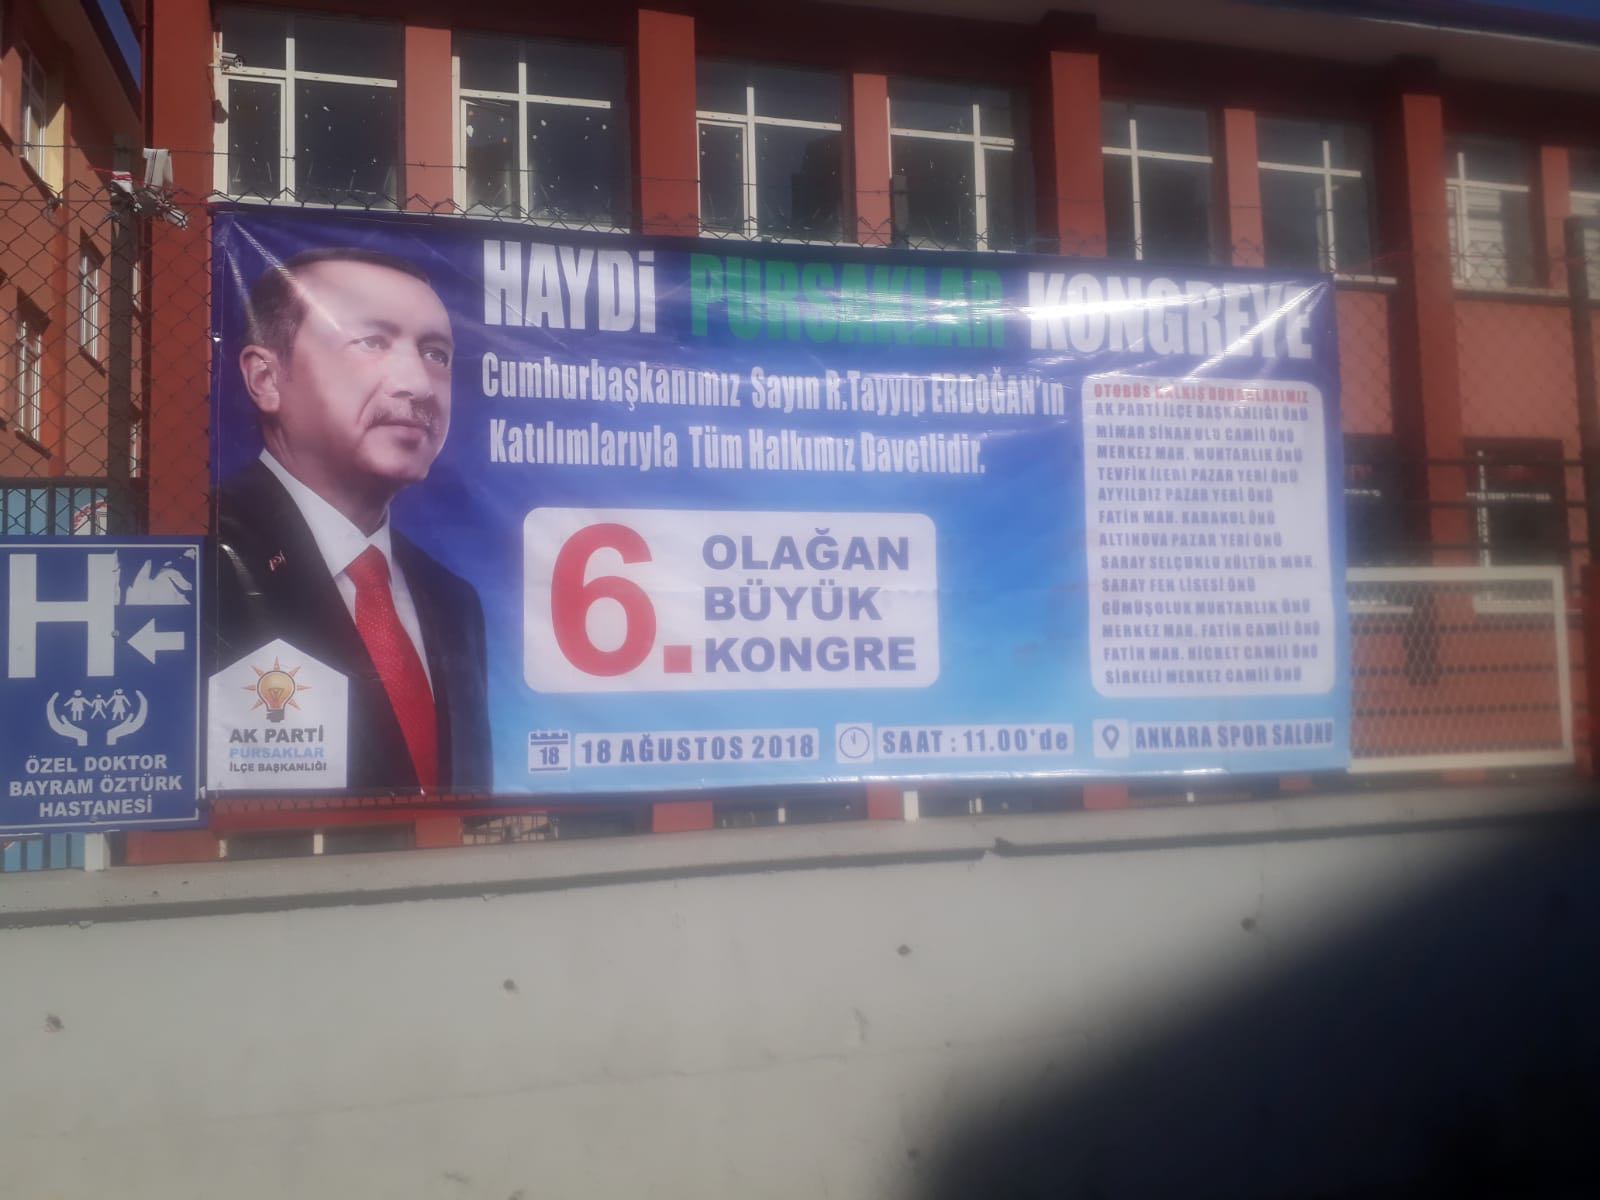 HAYDİ PURSAKLAR KONGREYE
Cumhurbaşkanımız Sayın R.Tayyip ERDOĞAN'ın
Katılımlarıyla Tüm Halkımız Davetlidir.
6. OLAĞAN
BÜYÜK
KONGRE
18
18 AĞUSTOS 2018
SAAT : 11.00'de
ANKARA SPOR SALONU
OTOBÜS KALKIŞ DURAKLARIMIZ
AK PARTİ İLÇE BAŞKANLIĞI ÖNÜ
MİMAR SİNAN ULU CAMİİ ÖNÜ
MERKEZ MAH. MUHTARLIK ÖNÜ
TEVFİK İLERİ PAZAR YERİ ÖNÜ
AYYILDIZ PAZAR YERİ ÖNÜ
FATİH MAH. KARAKOL ÖNÜ
ALTINOVA PAZAR YERİ ÖNÜ
SARAY SELÇUKLU KÜLTÜR MRK.
SARAY FEN LİSESİ ÖNÜ
GÜMÜŞOLUK MUHTARLIK ÖNÜ
MERKEZ MAH. FATİH CAMİİ ÖNÜ
FATİH MAH. HİCRET CAMİİ ÖNÜ
SİRKELİ MERKEZ CAMİİ ÖNÜ
AK PARTİ
PURSAKLAR
İLÇE BAŞKANLIĞI
H
ÖZEL DOKTOR
BAYRAM ÖZTÜRK
HASTANESİ